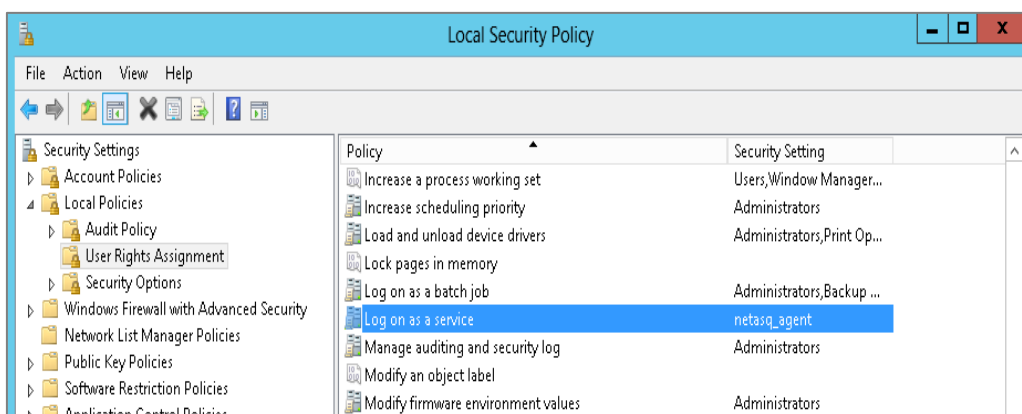 Local Security Policy
x
File Action View Help
?
Security Settings
Account Policies
Local Policies
Audit Policy
User Rights Assignment
Security Options
Windows Firewall with Advanced Security
Network List Manager Policies
Public Key Policies
Software Restriction Policies
Application Control Policies
Policy Security Setting
Increase a process working set Users,Window Manager...
Increase scheduling priority Administrators
Load and unload device drivers Administrators,Print Op...
Lock pages in memory
Log on as a batch job Administrators,Backup ...
Log on as a service netasq_agent
Manage auditing and security log Administrators
Modify an object label
Modify firmware environment values Administrators